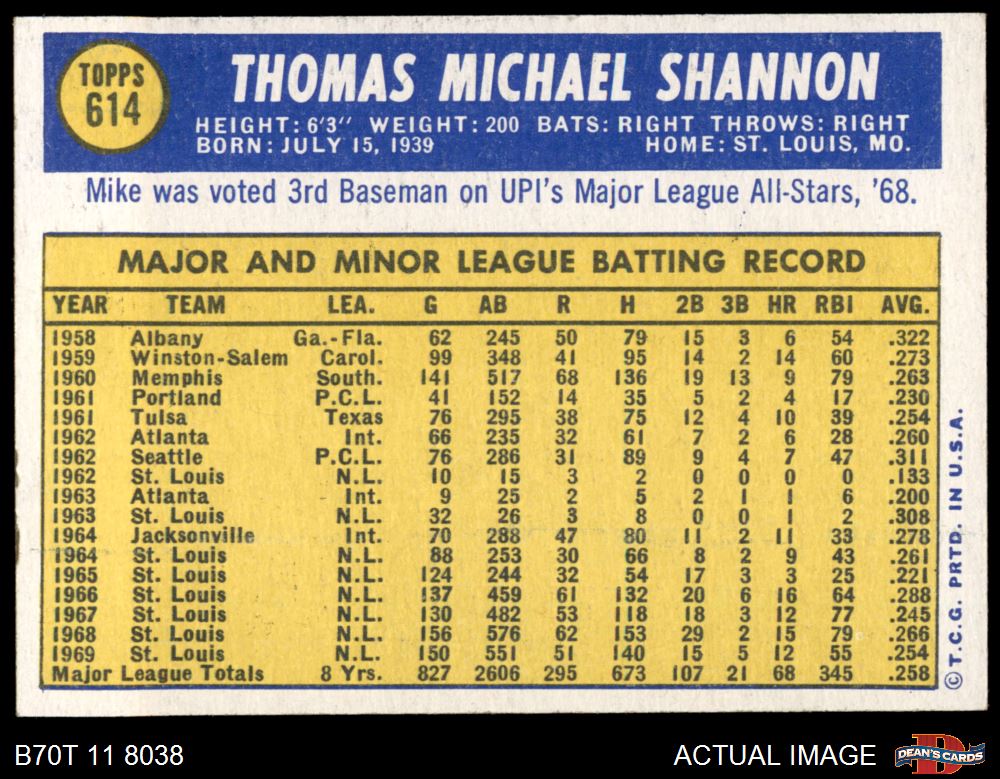 TOPPS
614
THOMAS MICHAEL SHANNON
HEIGHT: 6'3" WEIGHT: 200 BATS: RIGHT THROWS: RIGHT
BORN: JULY 15, 1939 HOME: ST. LOUIS, MO.
Mike was voted 3rd Baseman on UPI's Major League All-Stars, '68.
MAJOR AND MINOR LEAGUE BATTING RECORD
YEAR TEAM LEA. G AB R H 2B 3B HR RBI AVG.
1958 Albany Ga.-Fla. 62 245 50 79 15 3 6 54 .322
1959 Winston-Salem Carol. 99 348 41 95 14 2 14 60 .273
1960 Memphis South. 141 517 68 136 19 13 9 79 .263
1961 Portland P.C.L. 41 152 14 35 5 2 4 17 .230
1961 Tulsa Texas 76 295 38 75 12 4 10 39 .254
1962 Atlanta Int. 66 235 32 61 7 2 6 28 .260
1962 Seattle P.C.L. 76 286 31 89 9 4 7 47 .311
1962 St. Louis N.L. 10 15 3 2 0 0 0 0 .133
1963 Atlanta Int. 9 25 2 5 2 1 1 6 .200
1963 St. Louis N.L. 32 26 3 8 0 0 1 2 .308
1964 Jacksonville Int. 70 288 47 80 11 2 11 33 .278
1964 St. Louis N.L. 88 253 30 66 8 2 9 43 .261
1965 St. Louis N.L. 124 244 32 54 17 3 3 25 .221
1966 St. Louis N.L. 137 459 61 132 20 6 16 64 .288
1967 St. Louis N.L. 130 482 53 118 18 3 12 77 .245
1968 St. Louis N.L. 156 576 62 153 29 2 15 79 .266
1969 St. Louis N.L. 150 551 51 140 15 5 12 55 .254
Major League Totals 8 Yrs. 827 2606 295 673 107 21 68 345 .258
©T.C.G. PRTD. IN U.S.A.
B70T 11 8038 ACTUAL IMAGE
D
DEAN'S CARDS